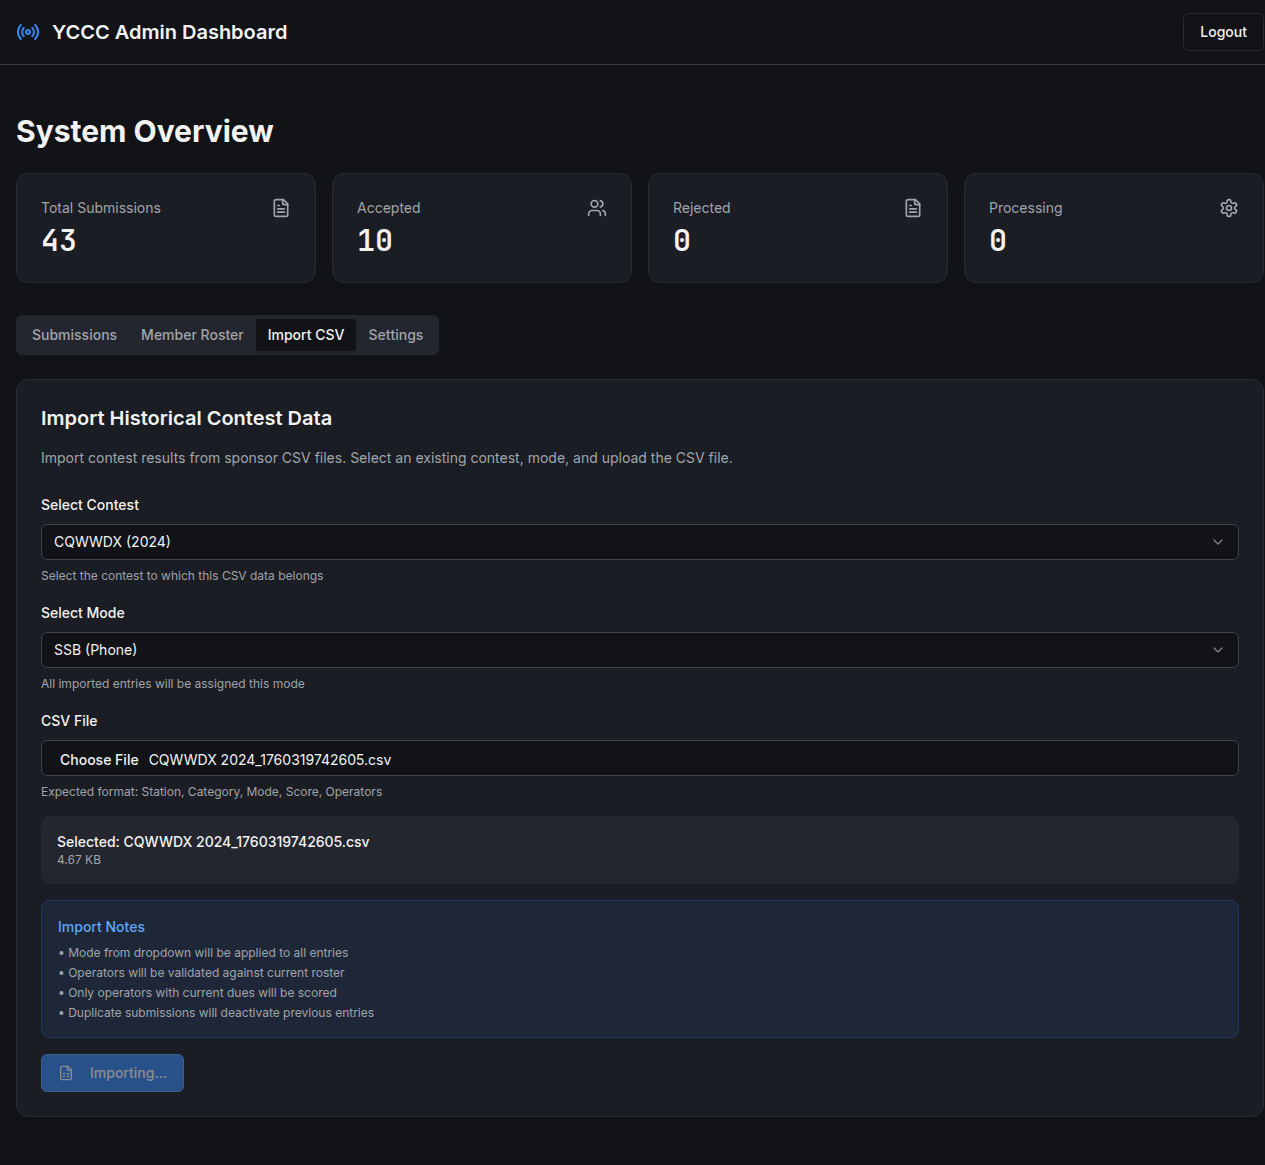 YCCC Admin Dashboard
Logout
System Overview
Total Submissions
43
Accepted
10
Rejected
0
Processing
0
Submissions
Member Roster
Import CSV
Settings
Import Historical Contest Data
Import contest results from sponsor CSV files. Select an existing contest, mode, and upload the CSV file.
Select Contest
CQWWDX (2024)
Select the contest to which this CSV data belongs
Select Mode
SSB (Phone)
All imported entries will be assigned this mode
CSV File
Choose File CQWWDX 2024_1760319742605.csv
Expected format: Station, Category, Mode, Score, Operators
Selected: CQWWDX 2024_1760319742605.csv
4.67 KB
Import Notes
• Mode from dropdown will be applied to all entries
• Operators will be validated against current roster
• Only operators with current dues will be scored
• Duplicate submissions will deactivate previous entries
Importing...